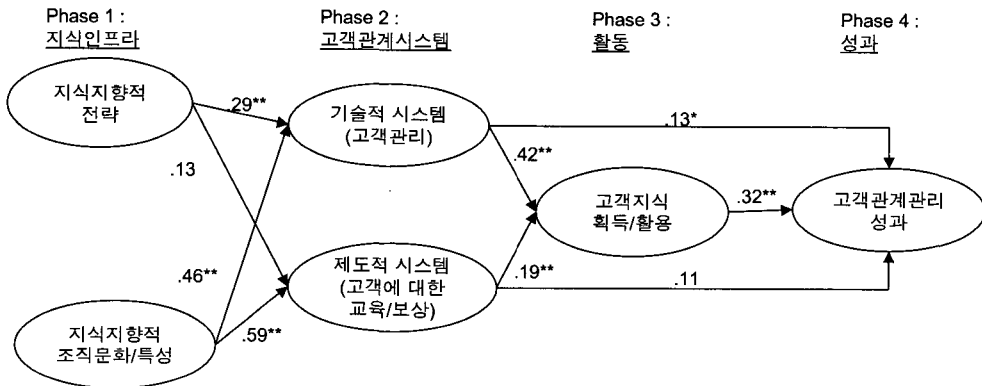 Phase 1 :
지식인프라
Phase 2 :
고객관계시스템
Phase 3 :
활동
Phase 4 :
성과
지식지향적
전략
.29**
.13
기술적 시스템
(고객관리)
.13*
.42**
고객지식
획득/활용
.32**
고객관계관리
성과
.46**
.59**
제도적 시스템
(고객에 대한
교육/보상)
.19**
.11
지식지향적
조직문화/특성